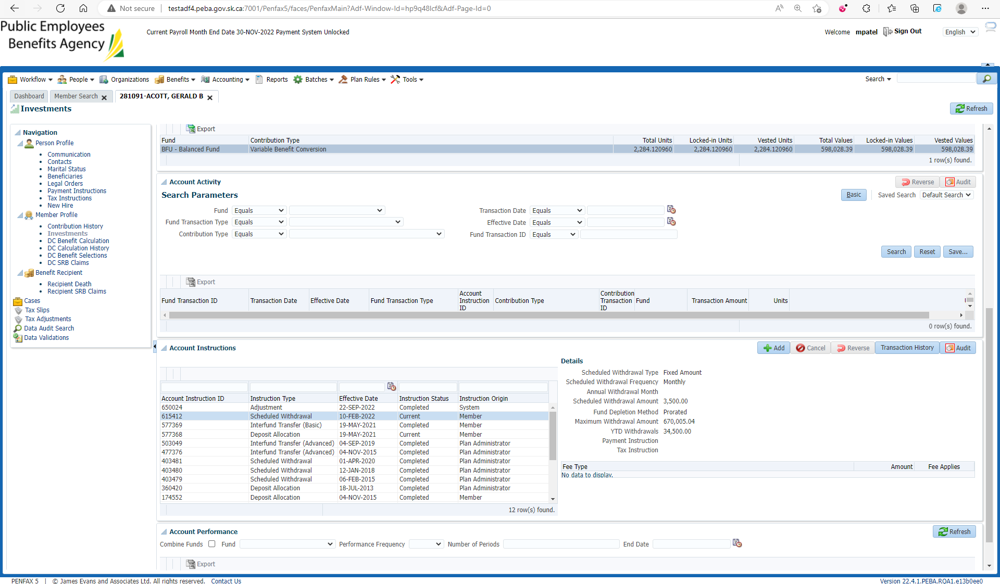 Not secure | testadf4.peba.gov.sk.ca:7001/Penfax5/faces/PenfaxMain?Adf-Window-Id=hp9q48lcf&Adf-Page-Id=0
Public Employees
Benefits Agency
Current Payroll Month End Date 30-NOV-2022 Payment System Unlocked
Welcome mpatel Sign Out English
Workflow People Organizations Benefits Accounting Reports Batches Plan Rules Tools Search
Dashboard Member Search 281091-ACOTT, GERALD B
Investments Refresh
Navigation
Person Profile
Communication
Contacts
Marital Status
Beneficiaries
Legal Orders
Payment Instructions
Tax Instructions
New Hire
Member Profile
Contribution History
Investments
DC Benefit Calculation
DC Calculation History
DC Benefit Selections
DC SRB Claims
Benefit Recipient
Recipient Death
Recipient SRB Claims
Cases
Tax Slips
Tax Adjustments
Data Audit Search
Data Validations
Export
Fund Contribution Type Total Units Locked-in Units Vested Units Total Values Locked-in Values Vested Values
BFU - Balanced Fund Variable Benefit Conversion 2,284.120960 2,284.120960 2,284.120960 598,028.39 598,028.39 598,028.39
1 row(s) found.
Account Activity Reverse Audit
Search Parameters Basic Saved Search Default Search
Fund Equals Transaction Date Equals
Fund Transaction Type Equals Effective Date Equals
Contribution Type Equals Fund Transaction ID Equals
Search Reset Save...
Export
Fund Transaction ID Transaction Date Effective Date Fund Transaction Type Account Instruction ID Contribution Type Contribution Transaction ID Fund Transaction Amount Units
0 row(s) found.
Account Instructions Add Cancel Reverse Transaction History Audit
Account Instruction ID Instruction Type Effective Date Instruction Status Instruction Origin
650024 Adjustment 22-SEP-2022 Completed System
615412 Scheduled Withdrawal 10-FEB-2022 Current Member
577369 Interfund Transfer (Basic) 19-MAY-2021 Completed Member
577368 Deposit Allocation 19-MAY-2021 Current Member
503049 Interfund Transfer (Advanced) 04-SEP-2019 Completed Plan Administrator
477376 Interfund Transfer (Advanced) 04-NOV-2015 Completed Plan Administrator
403481 Scheduled Withdrawal 01-APR-2020 Completed Plan Administrator
403480 Scheduled Withdrawal 12-JAN-2018 Completed Plan Administrator
403479 Scheduled Withdrawal 06-FEB-2015 Completed Plan Administrator
360420 Deposit Allocation 18-JUL-2013 Completed Plan Administrator
174552 Deposit Allocation 04-NOV-2015 Completed Member
12 row(s) found.
Details
Scheduled Withdrawal Type Fixed Amount
Scheduled Withdrawal Frequency Monthly
Annual Withdrawal Month
Scheduled Withdrawal Amount 3,500.00
Fund Depletion Method Prorated
Maximum Withdrawal Amount 670,005.04
YTD Withdrawals 34,500.00
Payment Instruction
Tax Instruction
Fee Type Amount Fee Applies
No data to display.
Account Performance Refresh
Combine Funds Fund Performance Frequency Number of Periods End Date
Export
PENFAX 5 | © James Evans and Associates Ltd. All rights reserved. Contact Us Version 22.4.1.PEBA.RQA1.e13b0ee0